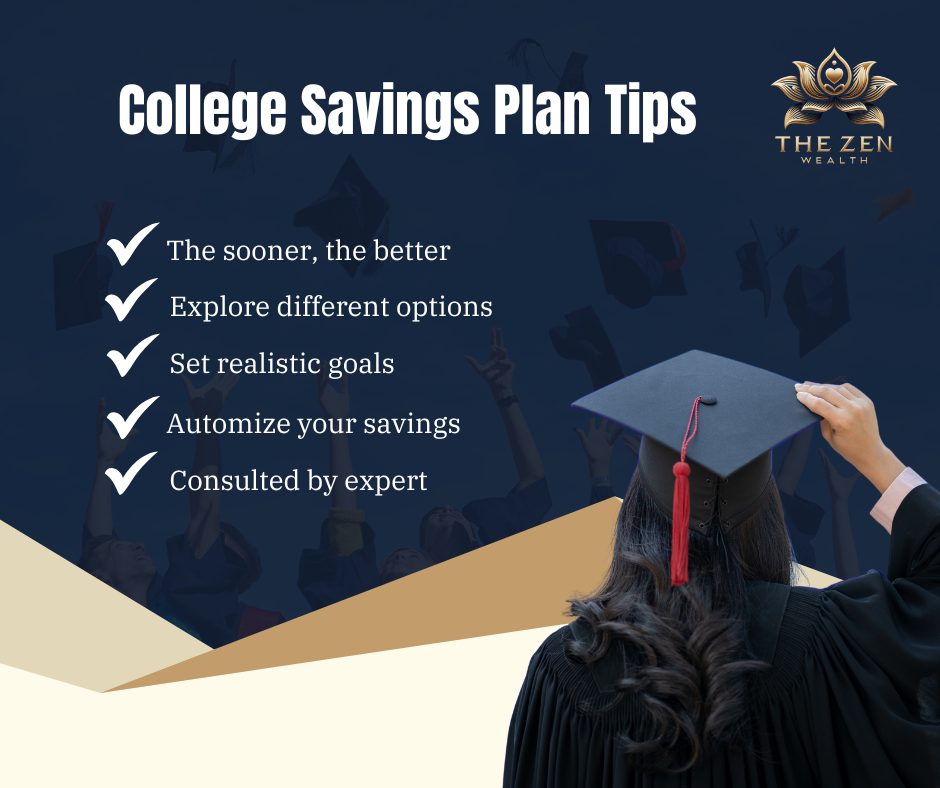 College Savings Plan Tips
THE ZEN
WEALTH
The sooner, the better
Explore different options
Set realistic goals
Automize your savings
Consulted by expert